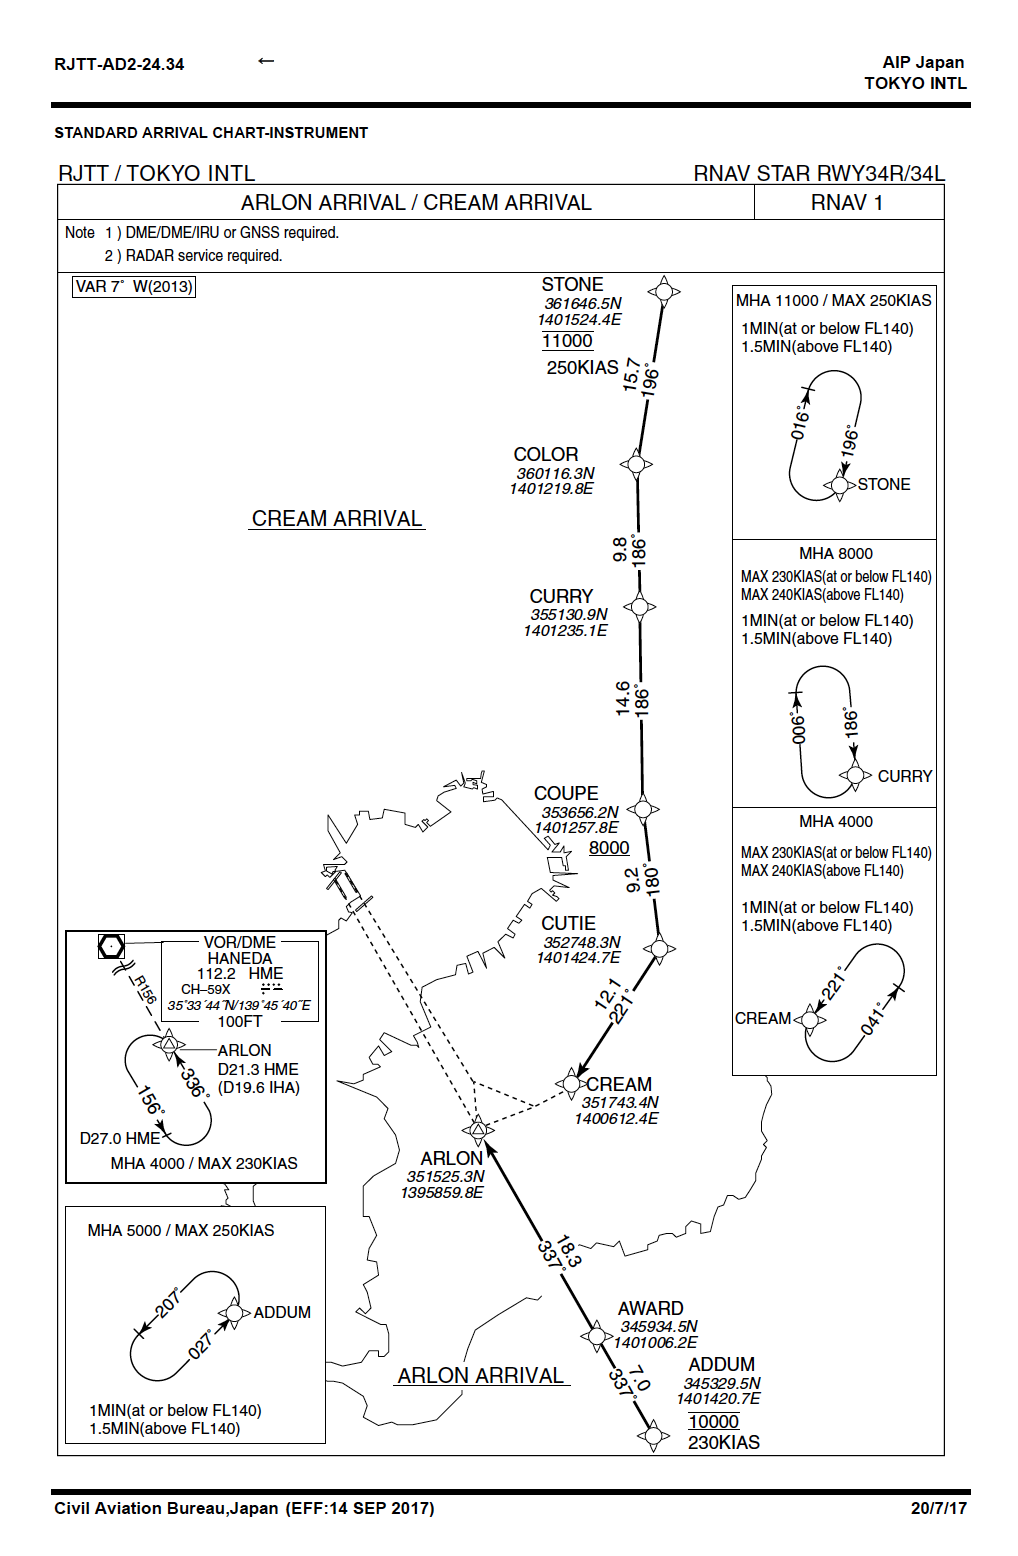 RJTT-AD2-24.34
←
AIP Japan
TOKYO INTL
STANDARD ARRIVAL CHART-INSTRUMENT
RJTT / TOKYO INTL
RNAV STAR RWY34R/34L
ARLON ARRIVAL / CREAM ARRIVAL
RNAV 1
Note 1 ) DME/DME/IRU or GNSS required.
2 ) RADAR service required.
VAR 7˚ W(2013)
STONE
361646.5N
1401524.4E
11000
250KIAS
15.7
196˚
COLOR
360116.3N
1401219.8E
CREAM ARRIVAL
9.8
186˚
CURRY
355130.9N
1401235.1E
14.6
186˚
COUPE
353656.2N
1401257.8E
8000
9.2
180˚
CUTIE
352748.3N
1401424.7E
12.1
221˚
CREAM
351743.4N
1400612.4E
ARLON
351525.3N
1395859.8E
18.3
337˚
AWARD
345934.5N
1401006.2E
7.0
337˚
ADDUM
345329.5N
1401420.7E
10000
230KIAS
ARLON ARRIVAL
MHA 11000 / MAX 250KIAS
1MIN(at or below FL140)
1.5MIN(above FL140)
016˚
196˚
STONE
MHA 8000
MAX 230KIAS(at or below FL140)
MAX 240KIAS(above FL140)
1MIN(at or below FL140)
1.5MIN(above FL140)
006˚
186˚
CURRY
MHA 4000
MAX 230KIAS(at or below FL140)
MAX 240KIAS(above FL140)
1MIN(at or below FL140)
1.5MIN(above FL140)
221˚
041˚
CREAM
VOR/DME
HANEDA
112.2 HME
CH–59X
35˚33´44˝N/139˚45´40˝E
100FT
R156
ARLON
D21.3 HME
(D19.6 IHA)
336˚
156˚
D27.0 HME
MHA 4000 / MAX 230KIAS
MHA 5000 / MAX 250KIAS
207˚
027˚
ADDUM
1MIN(at or below FL140)
1.5MIN(above FL140)
Civil Aviation Bureau,Japan (EFF:14 SEP 2017)
20/7/17